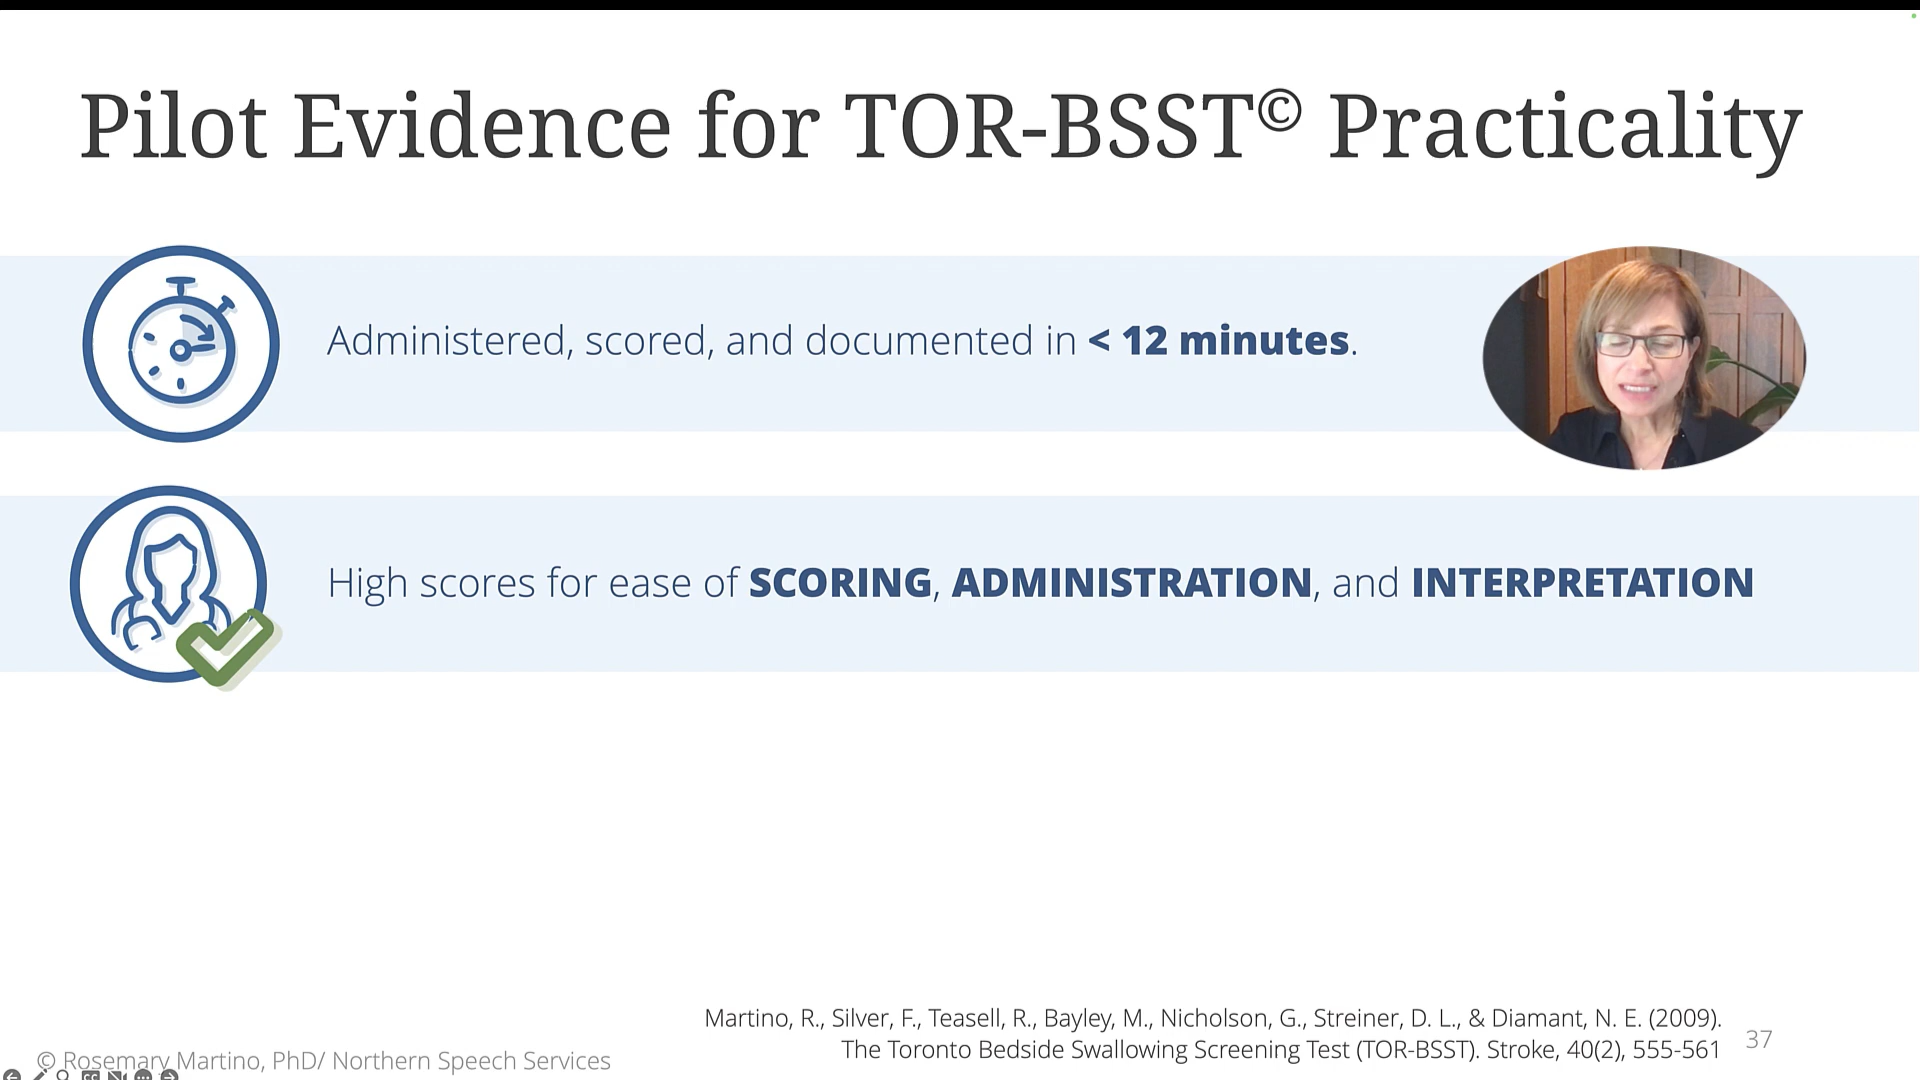 Pilot Evidence for TOR-BSST© Practicality
Administered, scored, and documented in < 12 minutes.
High scores for ease of SCORING, ADMINISTRATION, and INTERPRETATION
Martino, R., Silver, F., Teasell, R., Bayley, M., Nicholson, G., Streiner, D. L., & Diamant, N. E. (2009).
The Toronto Bedside Swallowing Screening Test (TOR-BSST). Stroke, 40(2), 555-561
37
© Rosemary Martino, PhD/ Northern Speech Services